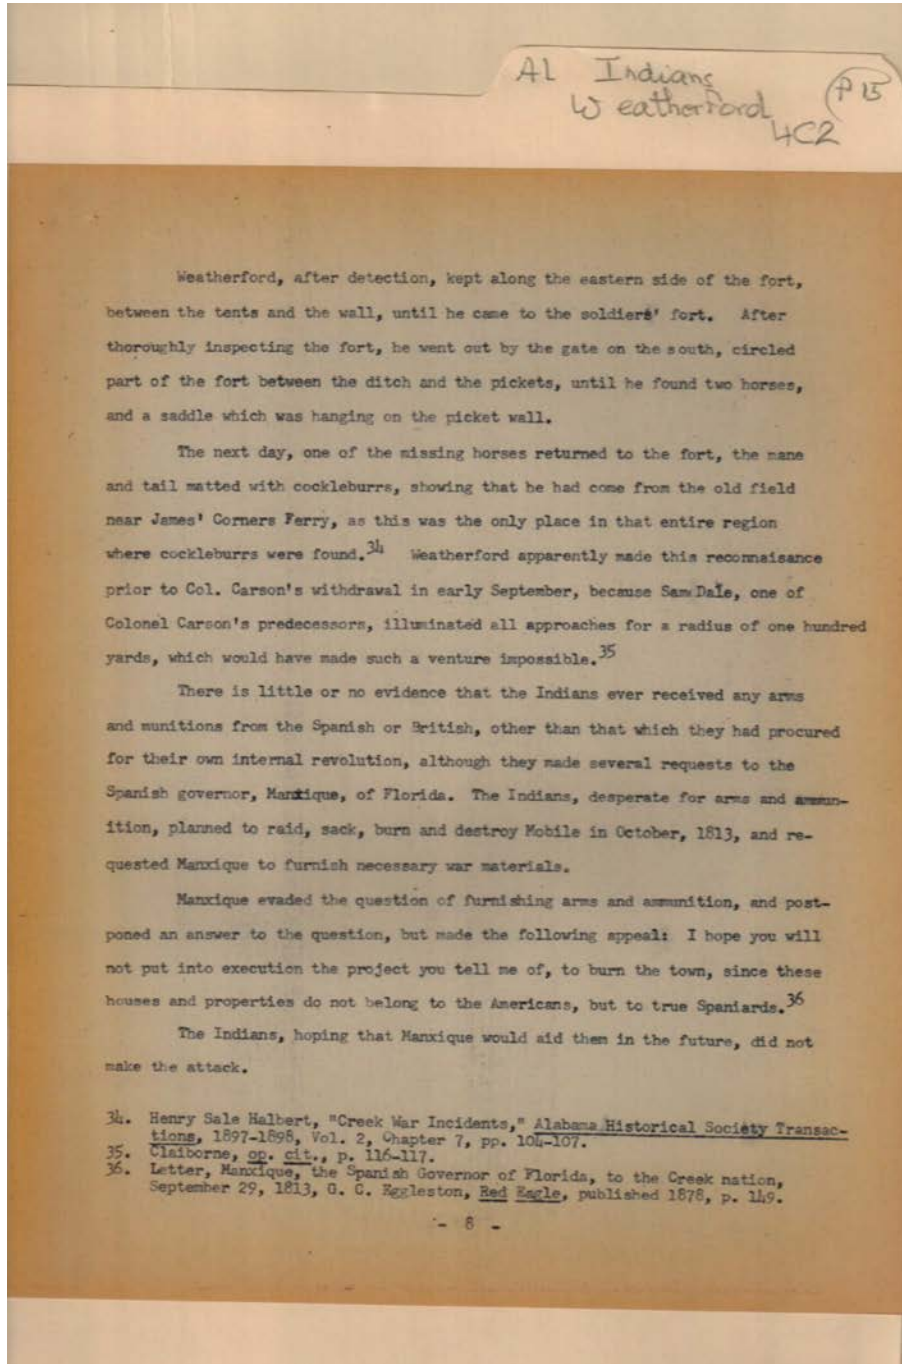 Al Indians
Weatherford
P 15
4C2
Weatherford, after detection, kept along the eastern side of the fort,
between the tents and the wall, until he came to the soldiers' fort. After
thoroughly inspecting the fort, he went out by the gate on the south, circled
part of the fort between the ditch and the pickets, until he found two horses,
and a saddle which was hanging on the picket wall.
The next day, one of the missing horses returned to the fort, the mane
and tail matted with cockleburrs, showing that he had come from the old field
near James' Corners Ferry, as this was the only place in that entire region
where cockleburrs were found.34 Weatherford apparently made this reconnaisance
prior to Col. Carson's withdrawal in early September, because Sam Dale, one of
Colonel Carson's predecessors, illuminated all approaches for a radius of one hundred
yards, which would have made such a venture impossible.35
There is little or no evidence that the Indians ever received any arms
and munitions from the Spanish or British, other than that which they had procured
for their own internal revolution, although they made several requests to the
Spanish governor, Manxique, of Florida. The Indians, desperate for arms and ammun-
ition, planned to raid, sack, burn and destroy Mobile in October, 1813, and re-
quested Manxique to furnish necessary war materials.
Manxique evaded the question of furnishing arms and ammunition, and post-
poned an answer to the question, but made the following appeal: I hope you will
not put into execution the project you tell me of, to burn the town, since these
houses and properties do not belong to the Americans, but to true Spaniards.36
The Indians, hoping that Manxique would aid them in the future, did not
make the attack.
34. Henry Sale Halbert, "Creek War Incidents," Alabama Historical Society Transac-
tions, 1897-1898, Vol. 2, Chapter 7, pp. 104-107.
35. Claiborne, op. cit., p. 116-117.
36. Letter, Manxique, the Spanish Governor of Florida, to the Creek nation,
September 29, 1813, G. C. Eggleston, Red Eagle, published 1878, p. 149.
- 8 -